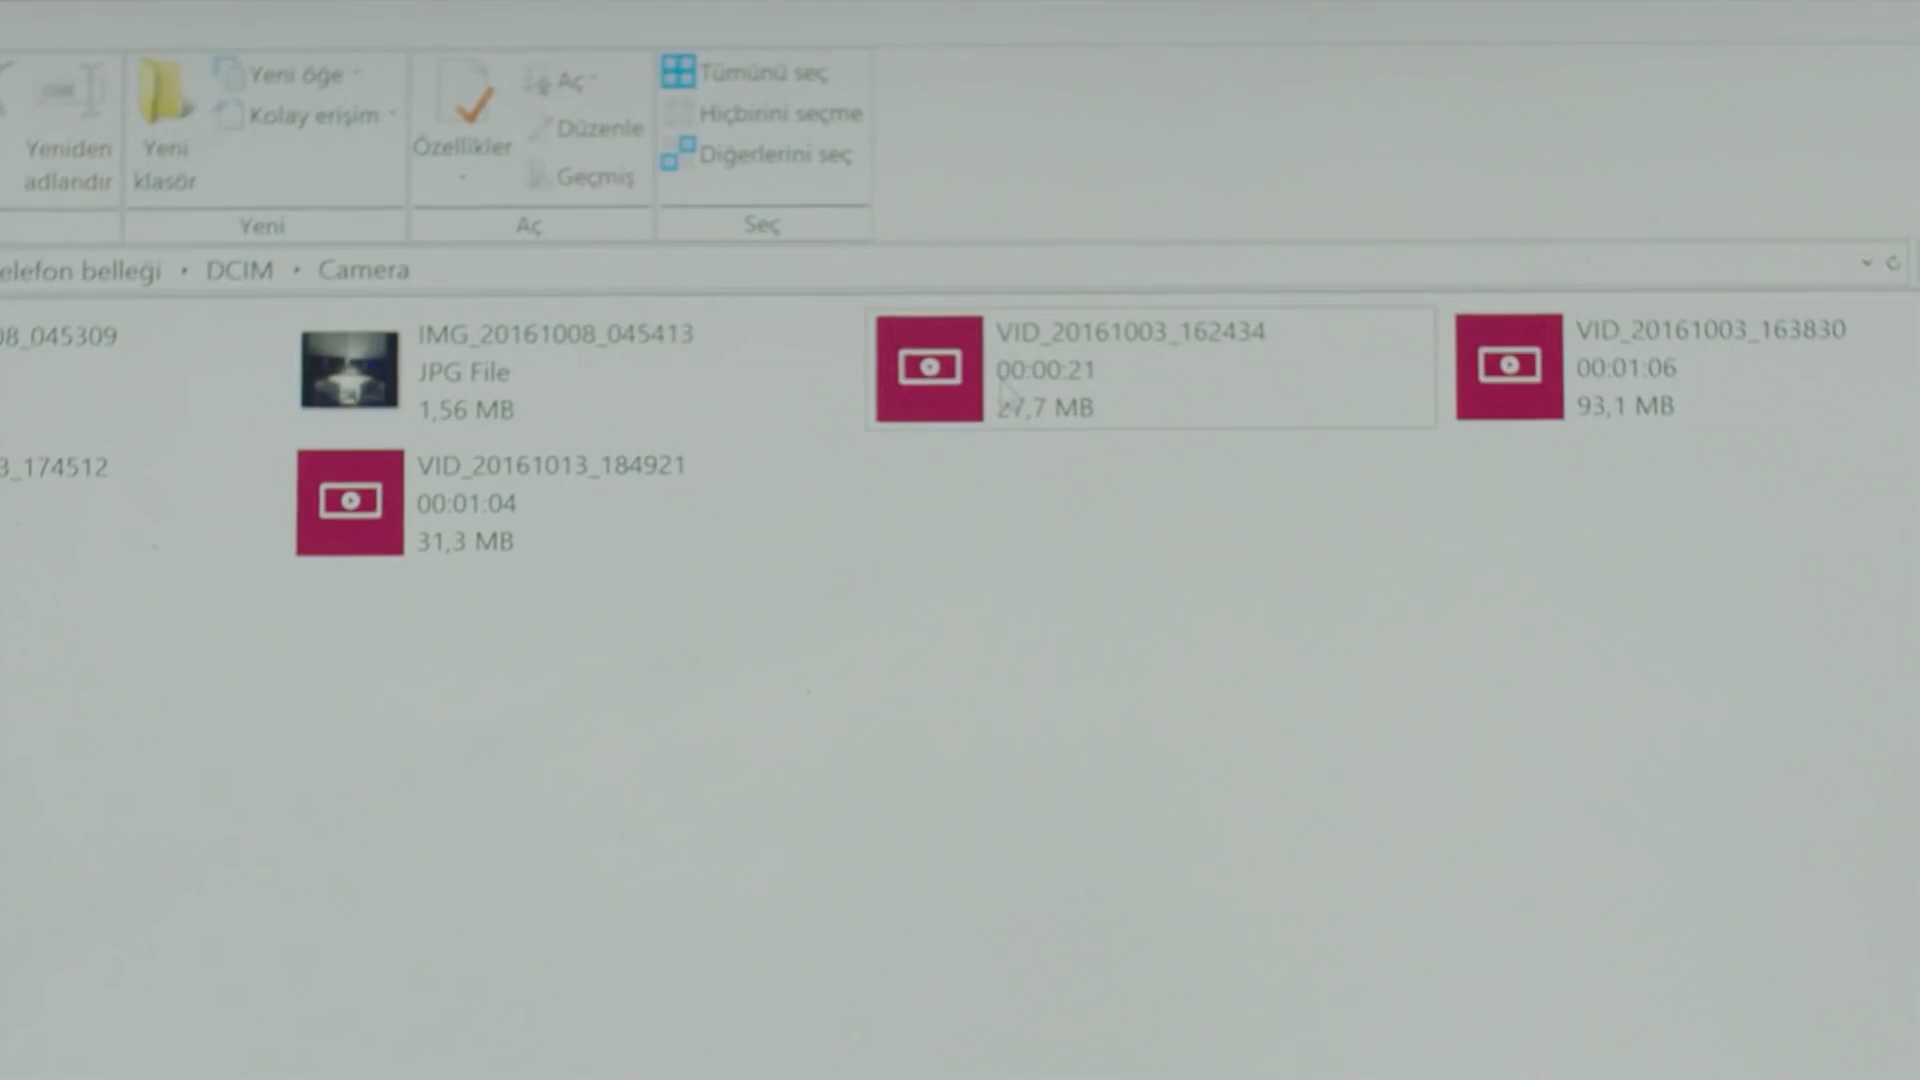 Yeniden
adlandır
Yeni
klasör
Yeni öğe
Kolay erişim
Yeni
Özellikler
Aç
Düzenle
Geçmiş
Aç
Tümünü seç
Hiçbirini seçme
Diğerlerini seç
Seç
elefon belleği • DCIM • Camera
08_045309
IMG_20161008_045413
JPG File
1,56 MB
VID_20161003_162434
00:00:21
27,7 MB
VID_20161003_163830
00:01:06
93,1 MB
3_174512
VID_20161013_184921
00:01:04
31,3 MB